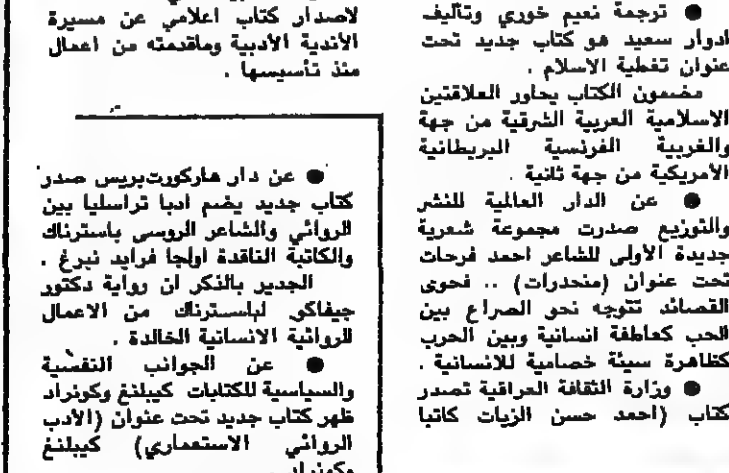 ● ترجمة نعيم خوري وتأليف
ادوار سعيد هو كتاب جديد تحت
عنوان تغطية الاسلام .
مضمون الكتاب يحاور العلاقتين
الاسلامية العربية الشرقية من جهة
والغربية الفرنسية البريطانية
الأمريكية من جهة ثانية .
● عن الدار العالمية للنشر
والتوزيع صدرت مجموعة شعرية
جديدة الأولى للشاعر احمد فرحات
تحت عنوان (منحدرات) .. فحوى
القصائد تتوجه نحو الصراع بين
الحب كعاطفة انسانية وبين الحرب
كظاهرة سيئة خصامية للانسانية .
● وزارة الثقافة العراقية تصدر
كتاب (احمد حسن الزيات كاتبا
لاصدار كتاب اعلامي عن مسيرة
الأندية الأدبية وماقدمته من اعمال
منذ تأسيسها .
● عن دار هاركورت‌بريس صدر
كتاب جديد يضم ادبا تراسليا بين
الروائي والشاعر الروسي باسترناك
والكاتبة الناقدة اولجا فرايد نبرغ .
الجدير بالذكر ان رواية دكتور
جيفاكو لباسسترناك من الاعمال
الروائية الانسانية الخالدة .
● عن الجوانب النفسية
والسياسية للكتابات كيبلنغ وكونراد
ظهر كتاب جديد تحت عنوان (الأدب
الروائي الاستعماري) كيبلنغ
وكونراد